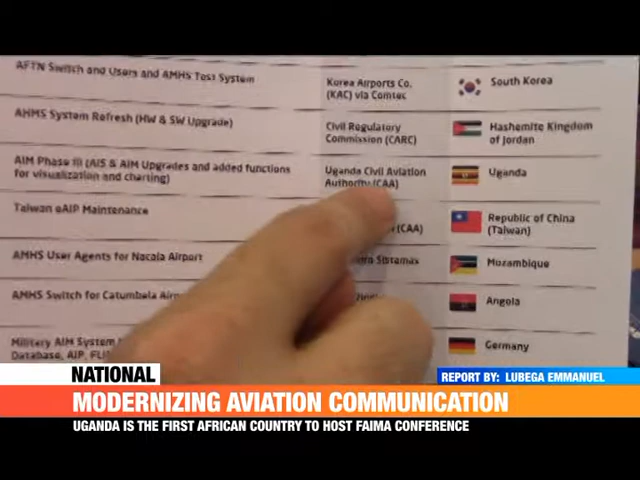 AFTN Switch and Users and AMHS Test System
Korea Airports Co.
(KAC) via Comtec
South Korea
AHMS System Refresh (HW & SW Upgrade)
Civil Regulatory
Commission (CARC)
Hashemite Kingdom
of Jordan
AIM Phase III (AIS & AIM Upgrades and added functions
for visualization and charting)
Uganda Civil Aviation
Authority (CAA)
Uganda
Taiwan eAIP Maintenance
(CAA)
Republic of China
(Taiwan)
AMHS User Agents for Nacala Airport
Sistemas
Mozambique
AMHS Switch for Catumbela
Angola
Military AIM System
Database, AIP,
Germany
NATIONAL
REPORT BY: LUBEGA EMMANUEL
MODERNIZING AVIATION COMMUNICATION
UGANDA IS THE FIRST AFRICAN COUNTRY TO HOST FAIMA CONFERENCE